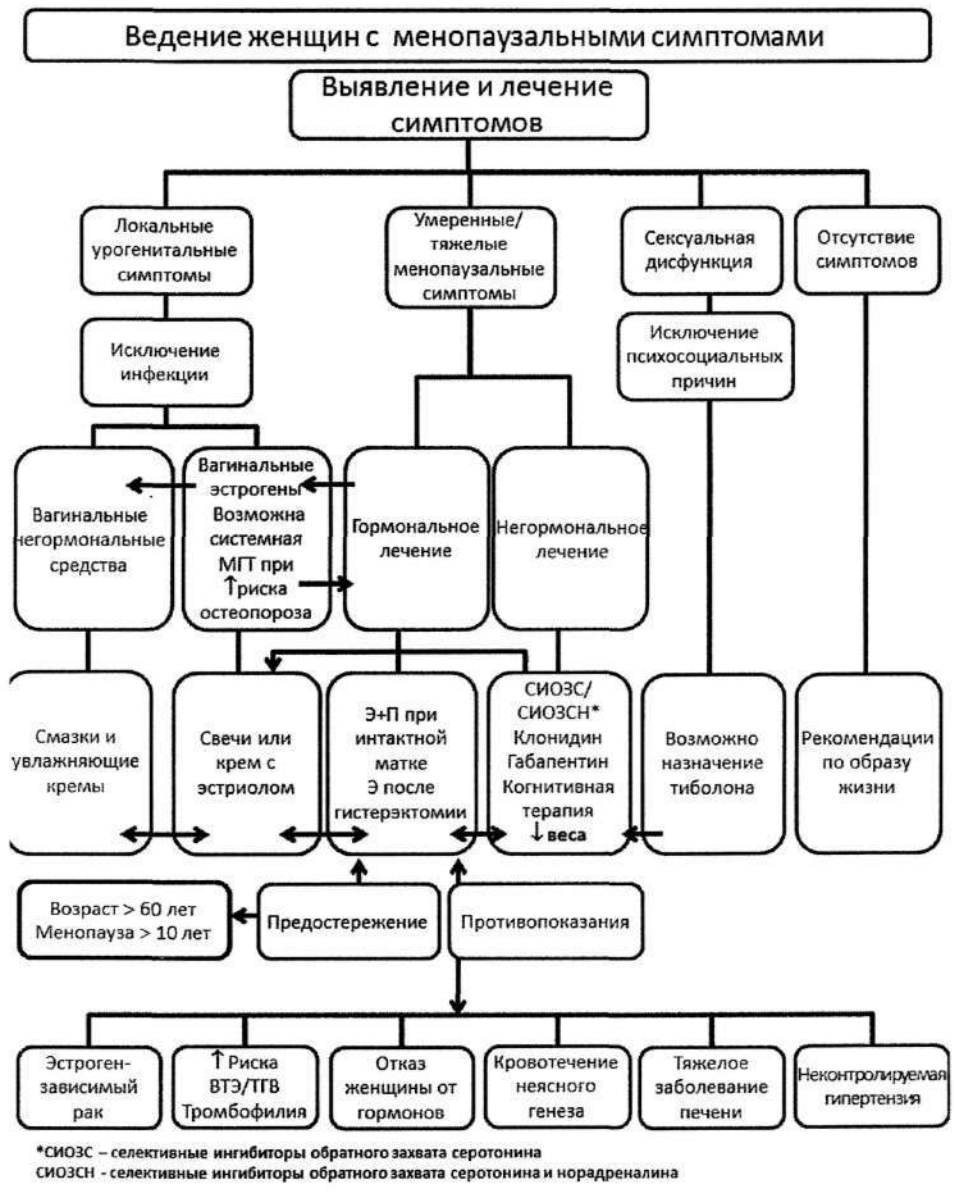 Ведение женщин с менопаузальными симптомами
Выявление и лечение
симптомов
Локальные
урогенитальные
симптомы
Умеренные/
тяжелые
менопаузальные
симптомы
Сексуальная
дисфункция
Отсутствие
симптомов
Исключение
инфекции
Исключение
психосоциальных
причин
Вагинальные
негормональные
средства
Вагинальные
эстрогены
Возможна
системная
МГТ при
↑риска
остеопороза
Гормональное
лечение
Негормональное
лечение
Смазки и
увлажняющие
кремы
Свечи или
крем с
эстриолом
Э+П при
интактной
матке
Э после
гистерэктомии
СИОЗС/
СИОЗСН*
Клонидин
Габапентин
Когнитивная
терапия
↓веса
Возможно
назначение
тиболона
Рекомендации
по образу
жизни
Возраст > 60 лет
Менопауза > 10 лет
Предостережение
Противопоказания
Эстроген-
зависимый
рак
↑ Риска
ВТЭ/ТГВ
Тромбофилия
Отказ
женщины от
гормонов
Кровотечение
неясного
генеза
Тяжелое
заболевание
печени
Неконтролируемая
гипертензия
*СИОЗС – селективные ингибиторы обратного захвата серотонина
СИОЗСН - селективные ингибиторы обратного захвата серотонина и норадреналина